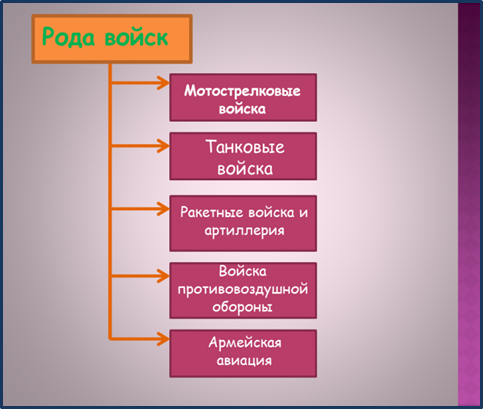 Рода войск
Мотострелковые
войска
Танковые
войска
Ракетные войска и
артиллерия
Войска
противовоздушной
обороны
Армейская
авиация